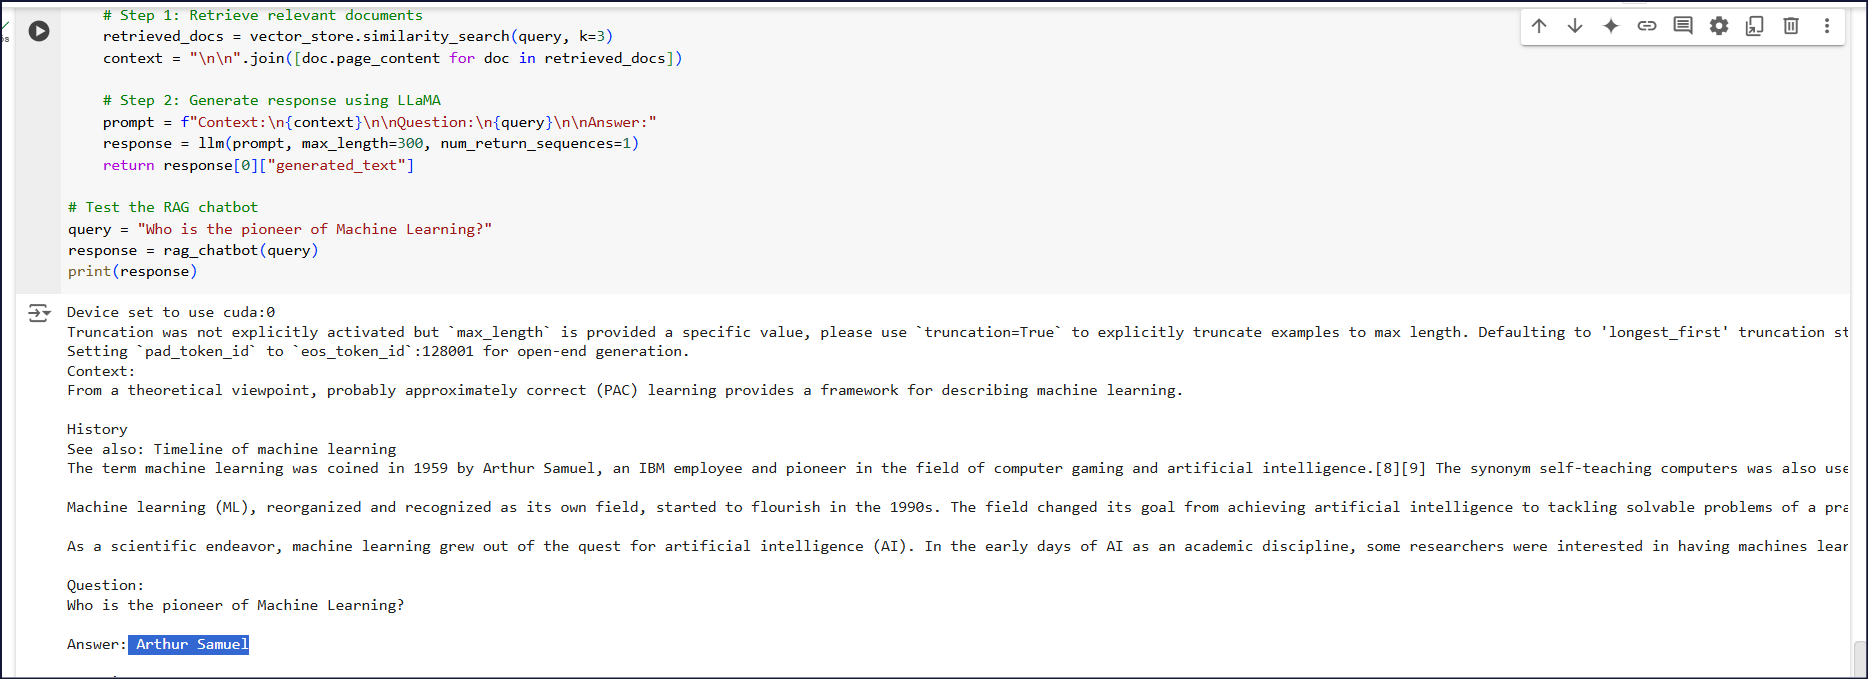 # Step 1: Retrieve relevant documents
retrieved_docs = vector_store.similarity_search(query, k=3)
context = "\n\n".join([doc.page_content for doc in retrieved_docs])
# Step 2: Generate response using LLaMA
prompt = f"Context:\n{context}\n\nQuestion:\n{query}\n\nAnswer:"
response = llm(prompt, max_length=300, num_return_sequences=1)
return response[0]["generated_text"]
# Test the RAG chatbot
query = "Who is the pioneer of Machine Learning?"
response = rag_chatbot(query)
print(response)
Device set to use cuda:0
Truncation was not explicitly activated but `max_length` is provided a specific value, please use `truncation=True` to explicitly truncate examples to max length. Defaulting to 'longest_first' truncation st
Setting `pad_token_id` to `eos_token_id`:128001 for open-end generation.
Context:
From a theoretical viewpoint, probably approximately correct (PAC) learning provides a framework for describing machine learning.
History
See also: Timeline of machine learning
The term machine learning was coined in 1959 by Arthur Samuel, an IBM employee and pioneer in the field of computer gaming and artificial intelligence.[8][9] The synonym self-teaching computers was also use
Machine learning (ML), reorganized and recognized as its own field, started to flourish in the 1990s. The field changed its goal from achieving artificial intelligence to tackling solvable problems of a pra
As a scientific endeavor, machine learning grew out of the quest for artificial intelligence (AI). In the early days of AI as an academic discipline, some researchers were interested in having machines lear
Question:
Who is the pioneer of Machine Learning?
Answer: Arthur Samuel